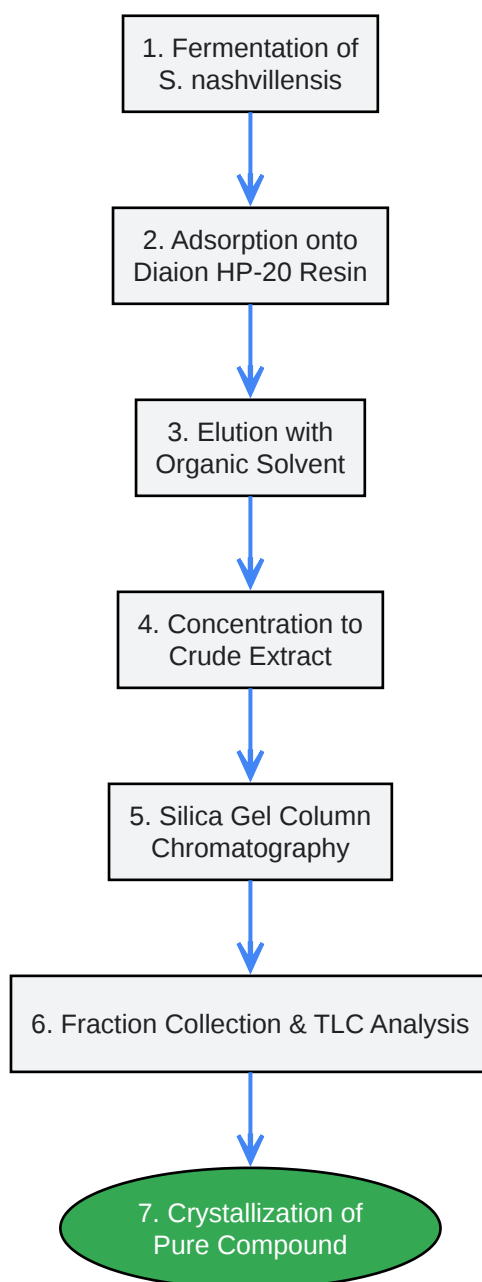 1. Fermentation of
S. nashvillensis
2. Adsorption onto
Diaion HP-20 Resin
3. Elution with
Organic Solvent
4. Concentration to
Crude Extract
5. Silica Gel Column
Chromatography
6. Fraction Collection & TLC Analysis
7. Crystallization of
Pure Compound